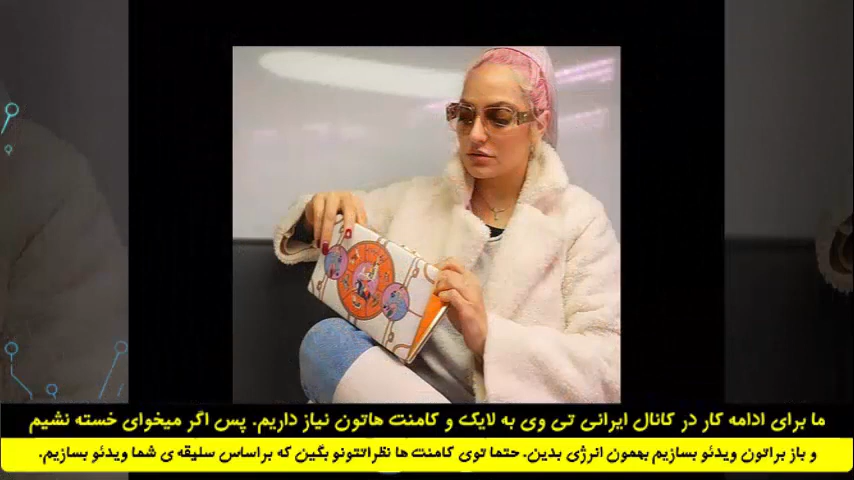 ما برای ادامه کار در کانال ایرانی تی وی به لایک و کامنت هاتون نیاز داریم. پس اگر میخوای خسته نشیم
و باز براتون ویدئو بسازیم بهمون انرژی بدین. حتما توی کامنت ها نظراتتونو بگین که براساس سلیقه ی شما ویدئو بسازیم.